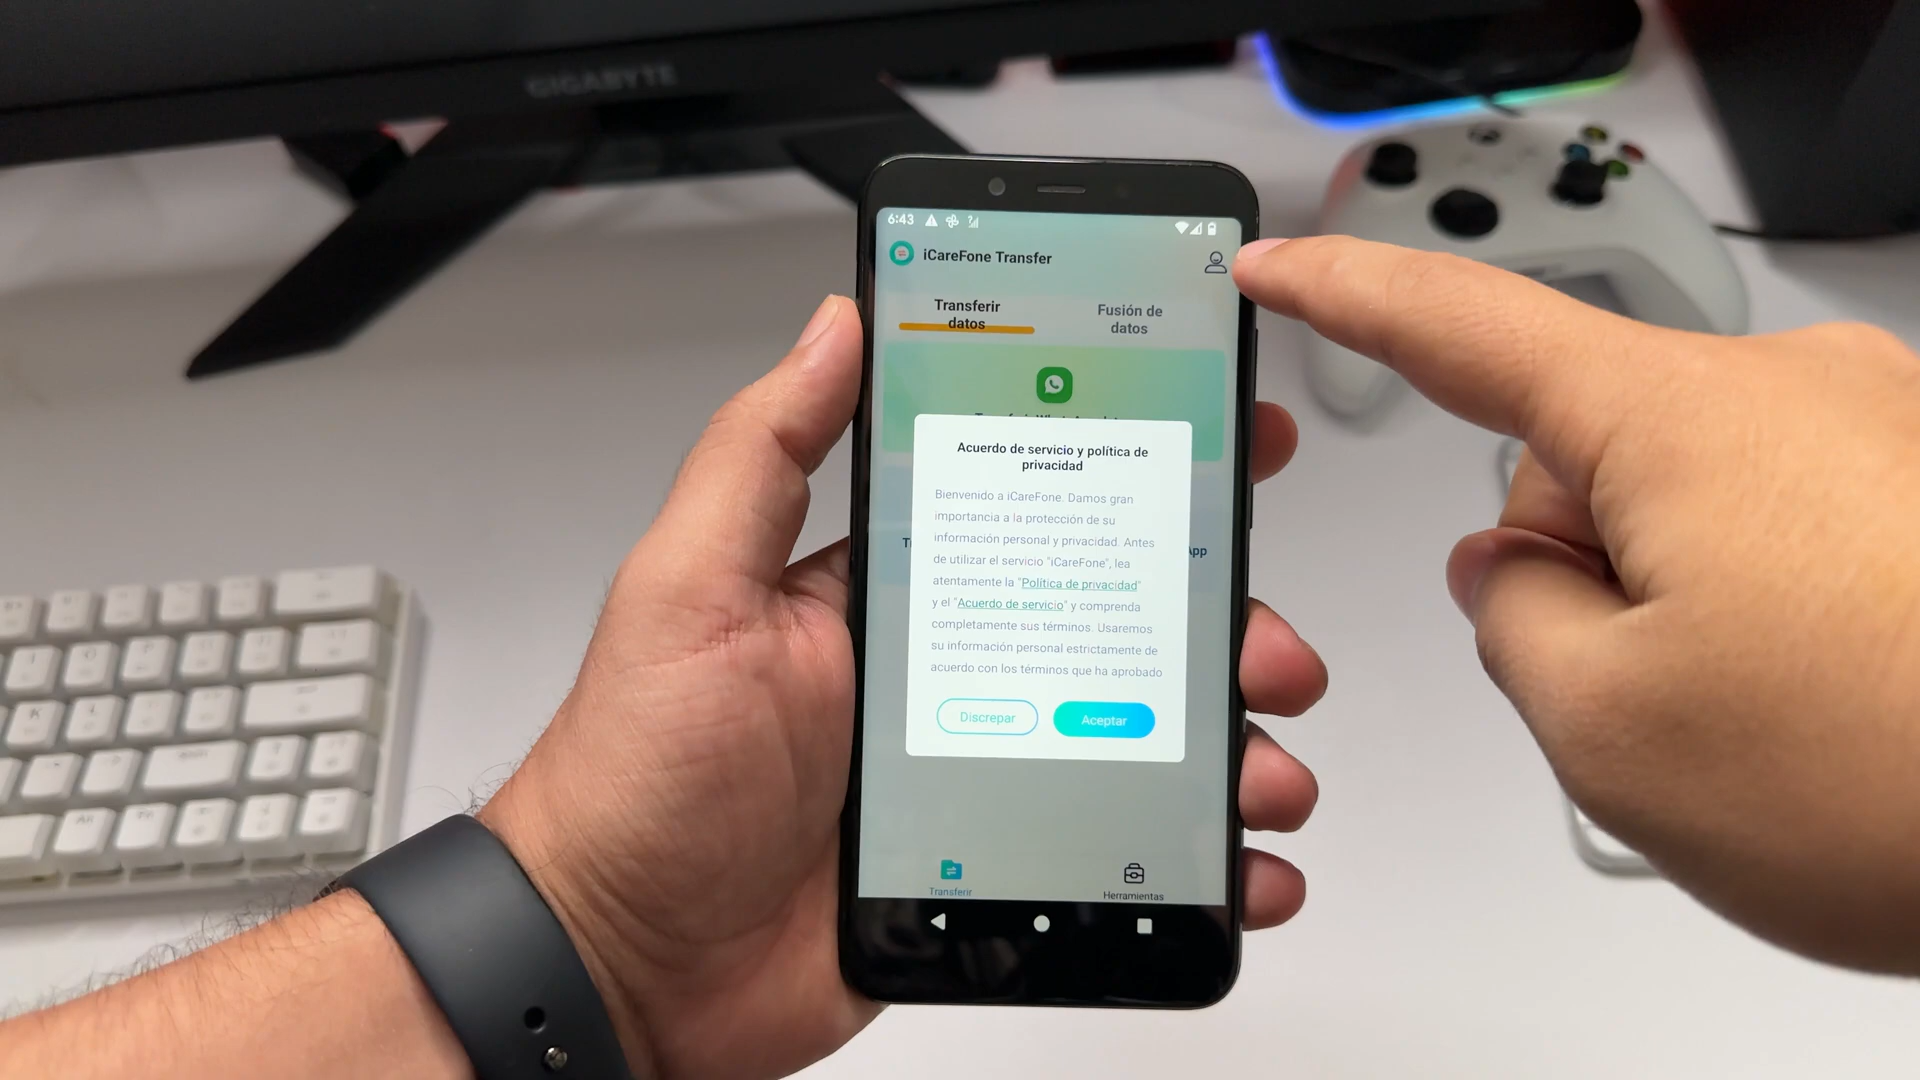 GIGABYTE
6:43
iCareFone Transfer
Transferir
datos
Fusión de
datos
Acuerdo de servicio y política de
privacidad
Bienvenido a iCareFone. Damos gran
importancia a la protección de su
información personal y privacidad. Antes
de utilizar el servicio "iCareFone", lea
atentamente la "Política de privacidad"
y el "Acuerdo de servicio" y comprenda
completamente sus términos. Usaremos
su información personal estrictamente de
acuerdo con los términos que ha aprobado
Discrepar
Aceptar
Transferir
Herramientas